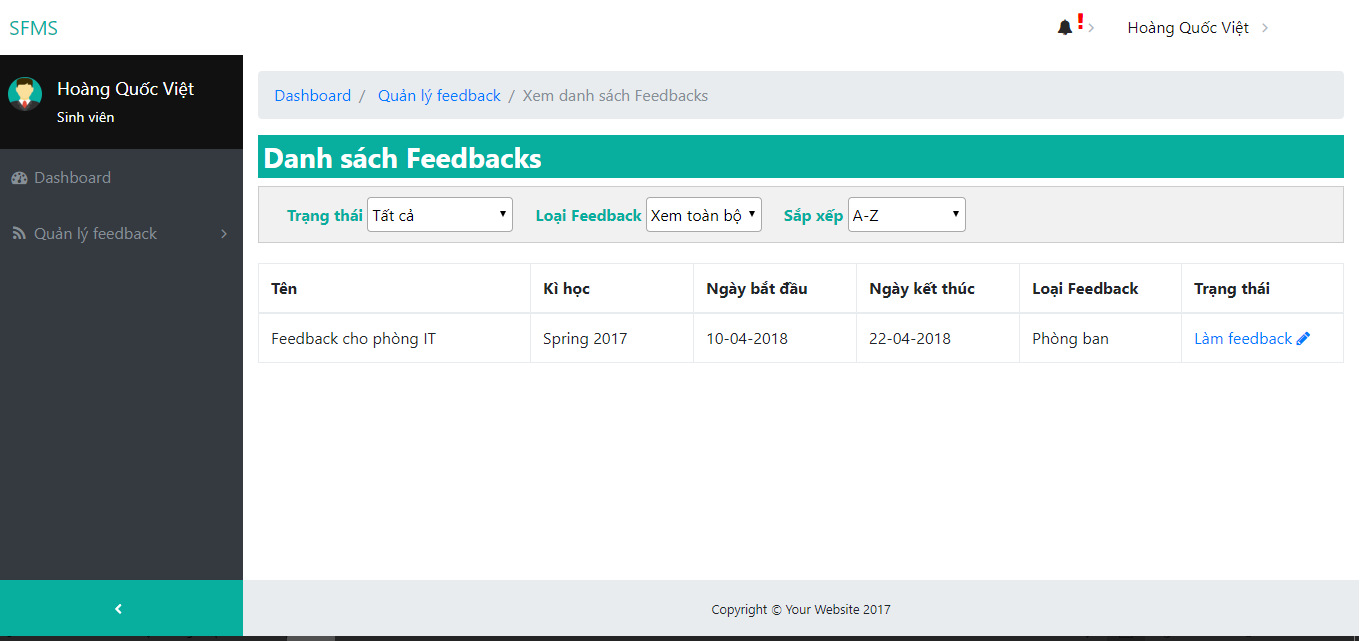 SFMS
! Hoàng Quốc Việt
Hoàng Quốc Việt
Sinh viên
Dashboard
Quản lý feedback
Dashboard / Quản lý feedback / Xem danh sách Feedbacks
Danh sách Feedbacks
Trạng thái Tất cả Loại Feedback Xem toàn bộ Sắp xếp A-Z
Tên Kì học Ngày bắt đầu Ngày kết thúc Loại Feedback Trạng thái
Feedback cho phòng IT Spring 2017 10-04-2018 22-04-2018 Phòng ban Làm feedback
Copyright © Your Website 2017